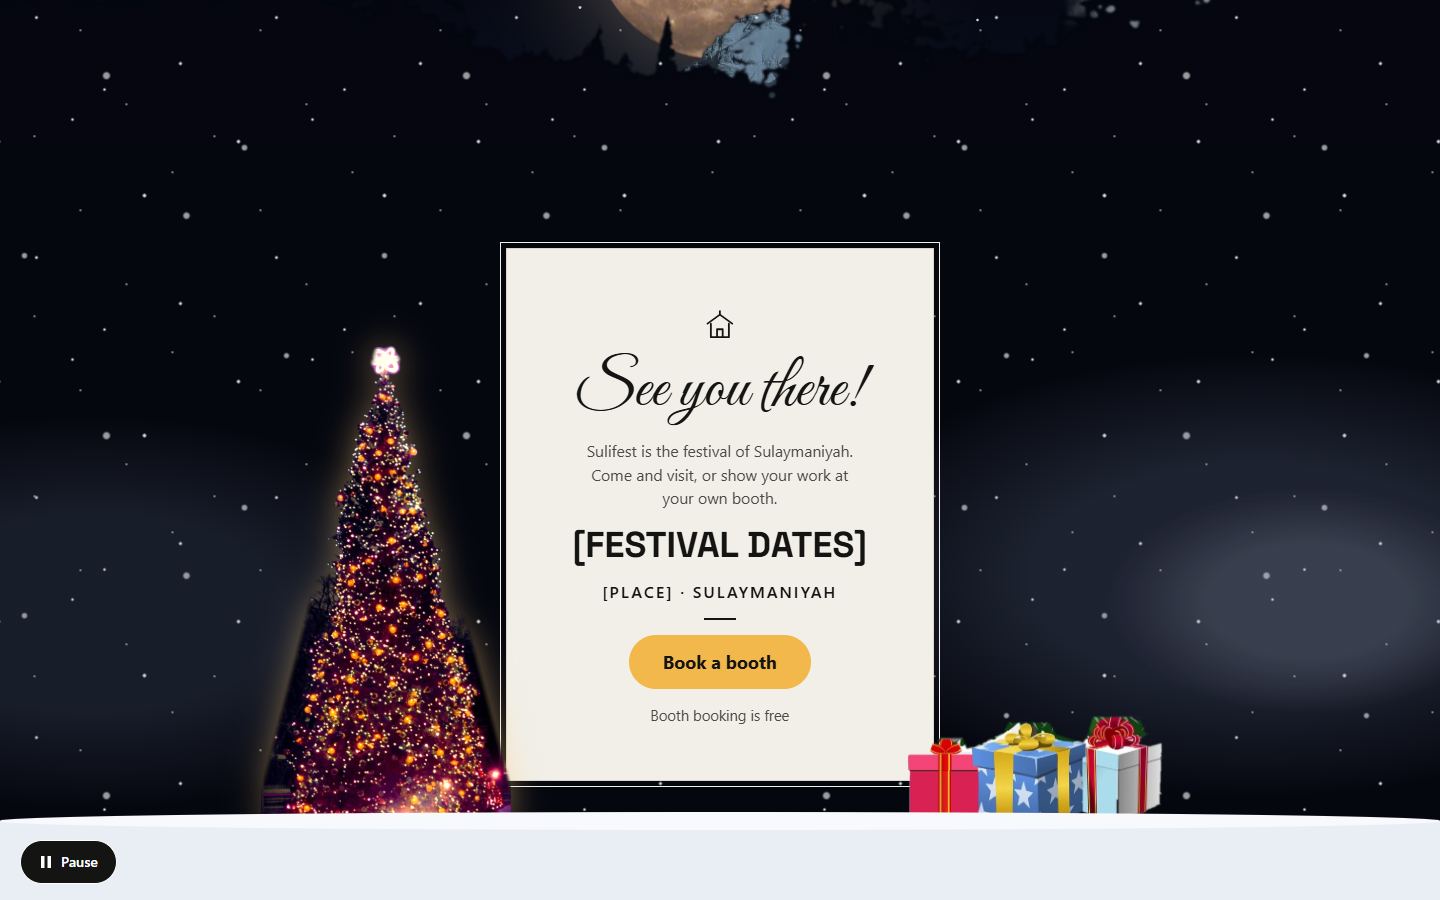 See you there!
Sulifest is the festival of Sulaymaniyah.
Come and visit, or show your work at
your own booth.
[FESTIVAL DATES]
[PLACE] · SULAYMANIYAH
Book a booth
Booth booking is free
Pause